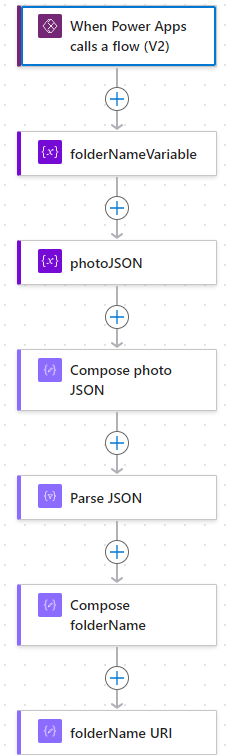 When Power Apps
calls a flow (V2)
folderNameVariable
photoJSON
Compose photo
JSON
Parse JSON
Compose
folderName
folderName URI